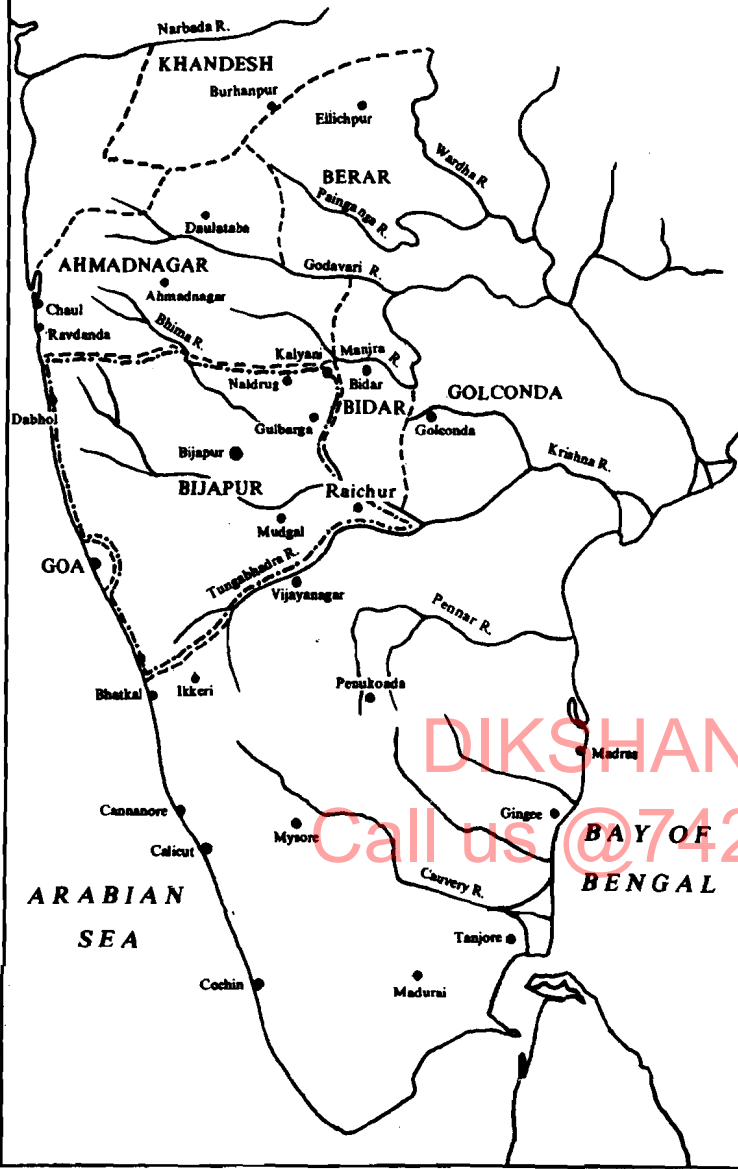 Narbada R.
KHANDESH
Burhanpur
Ellichpur
Wardha R
BERAR
Painganga R.
Daulataba
Godavari R.
AHMADNAGAR
Ahmadnagar
Chaul
Ravdanda
Bhima R.
Kalyani
Manjra R.
Naldrug
Bidar
BIDAR
GOLCONDA
Dabhol
Gulbarga
Golconda
Bijapur
Krishna R.
BIJAPUR
Raichur
Mudgal
GOA
Tungabhadra R.
Vijayanagar
Pennar R.
Bhatkal
Ikkeri
Penukonda
DIKSHAN
Madras
Cannanore
Mysore
Gingee
Call us @742
BAY OF
BENGAL
Calicut
Cauvery R.
ARABIAN
SEA
Tanjore
Cochin
Madurai